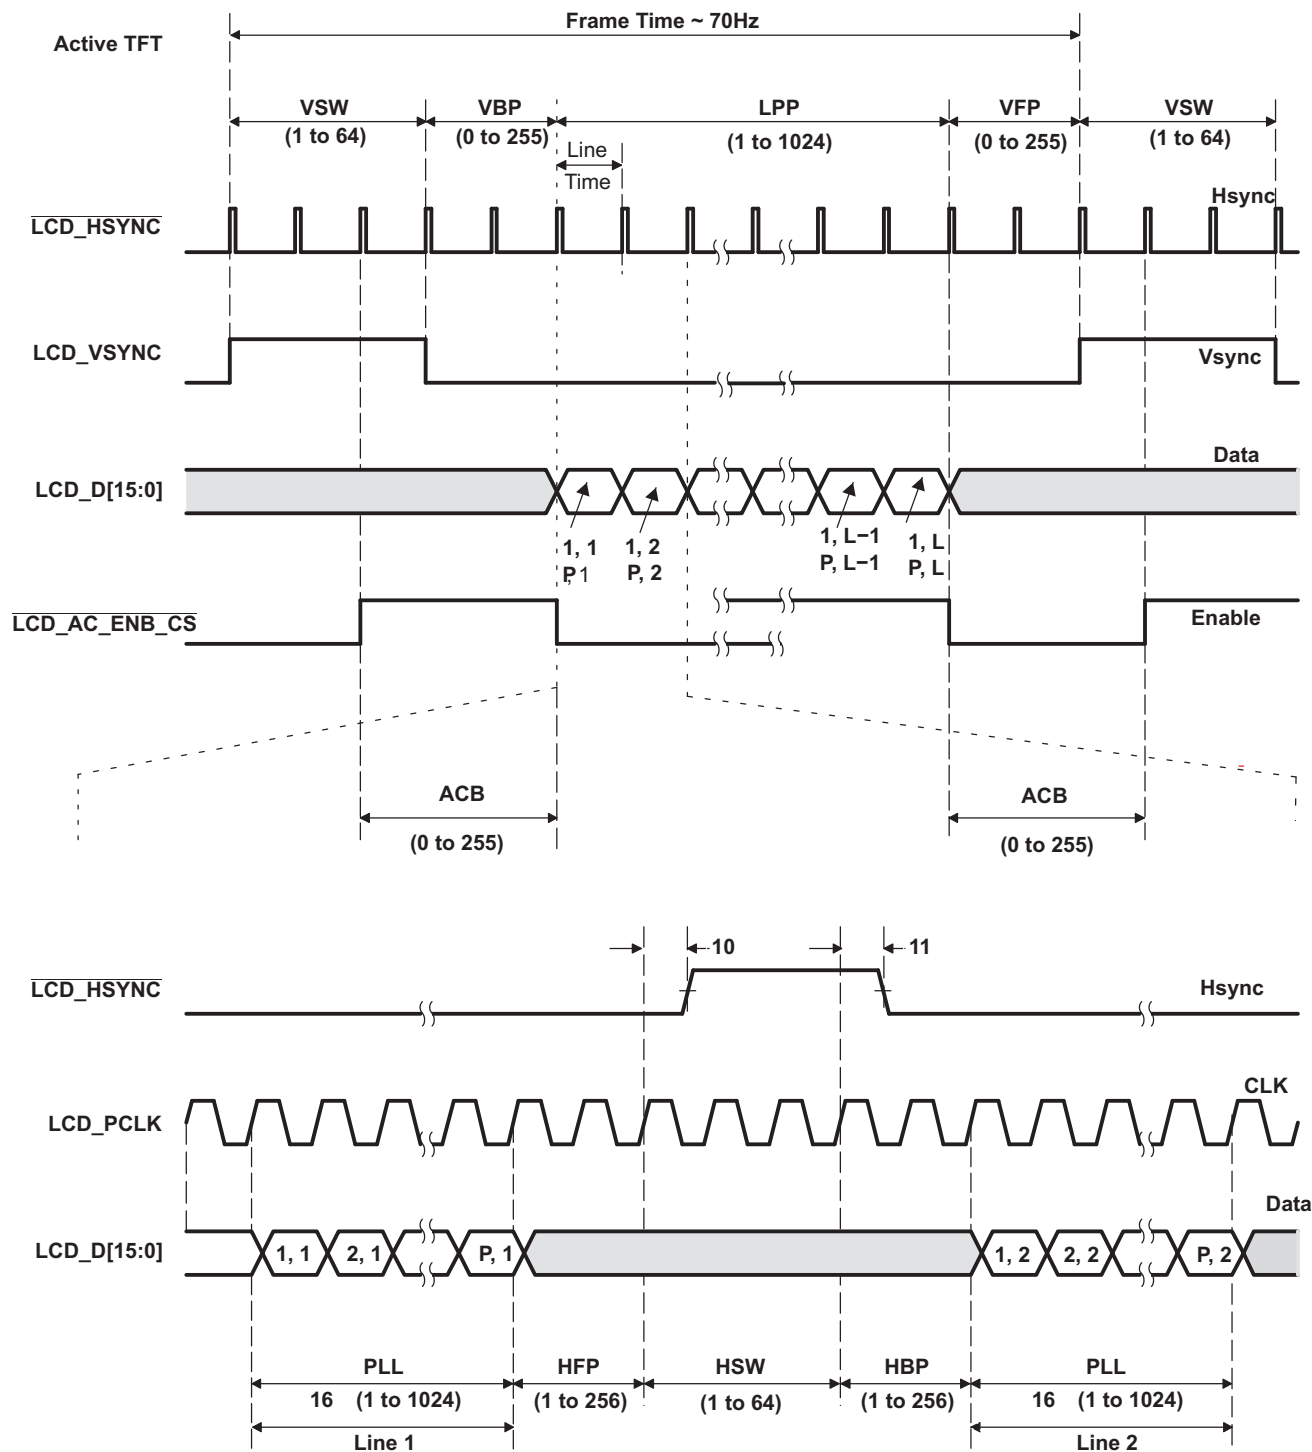 Frame Time ~ 70Hz
Active TFT
VSW VBP LPP VFP VSW
(1 to 64) (0 to 255) (1 to 1024) (0 to 255) (1 to 64)
Line
Time
Hsync
LCD_HSYNC
LCD_VSYNC
Vsync
Data
LCD_D[15:0]
1, 1 1, 2 1, L−1 1, L
P, 1 P, 2 P, L−1 P, L
LCD_AC_ENB_CS
Enable
ACB ACB
(0 to 255) (0 to 255)
10 11
LCD_HSYNC
Hsync
CLK
LCD_PCLK
Data
LCD_D[15:0]
1, 1 2, 1 P, 1 1, 2 2, 2 P, 2
PLL HFP HSW HBP PLL
16 (1 to 1024) (1 to 256) (1 to 64) (1 to 256) 16 (1 to 1024)
Line 1 Line 2